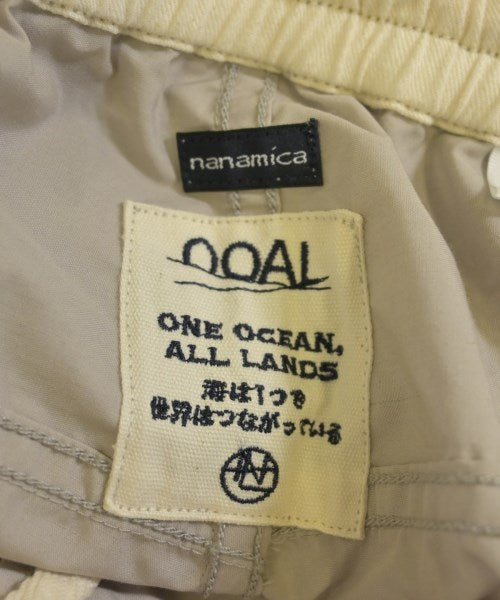 nanamica
OOAL
ONE OCEAN,
ALL LANDS
海は1つで
世界はつながっている